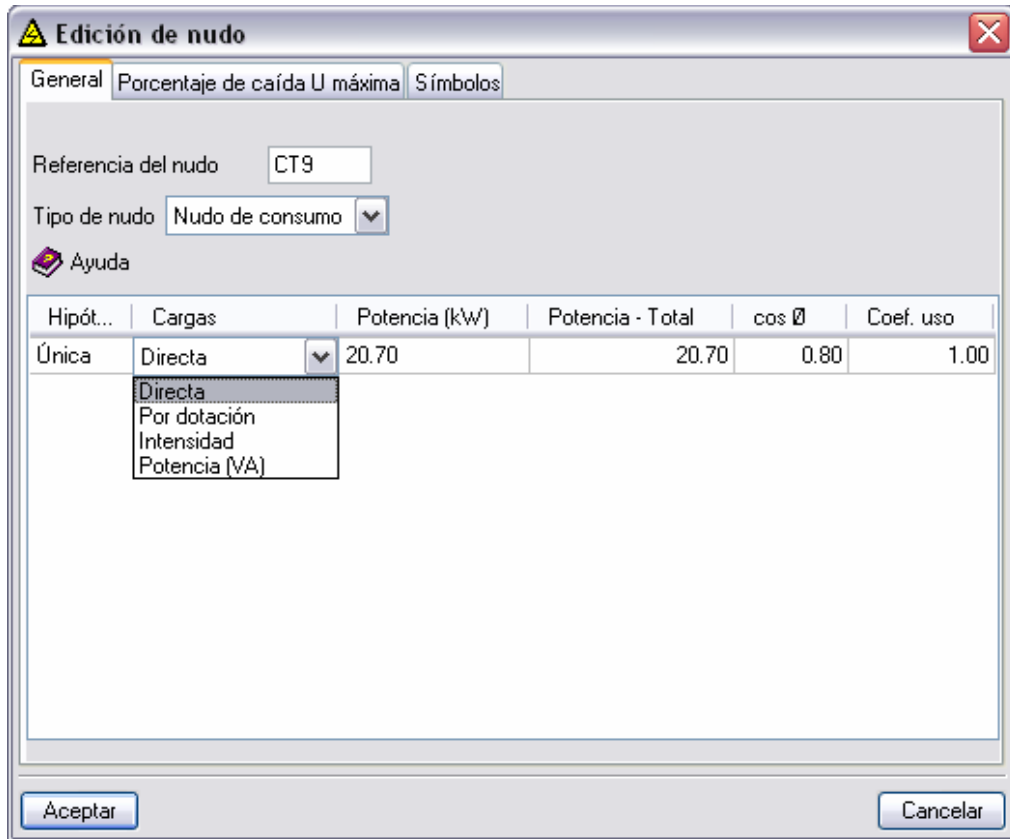 Edición de nudo
General Porcentaje de caída U máxima Símbolos
Referencia del nudo CT9
Tipo de nudo Nudo de consumo
Ayuda
Hipót... Cargas Potencia (kW) Potencia - Total cos Ø Coef. uso
Única Directa 20.70 20.70 0.80 1.00
Directa
Por dotación
Intensidad
Potencia (VA)
Aceptar Cancelar